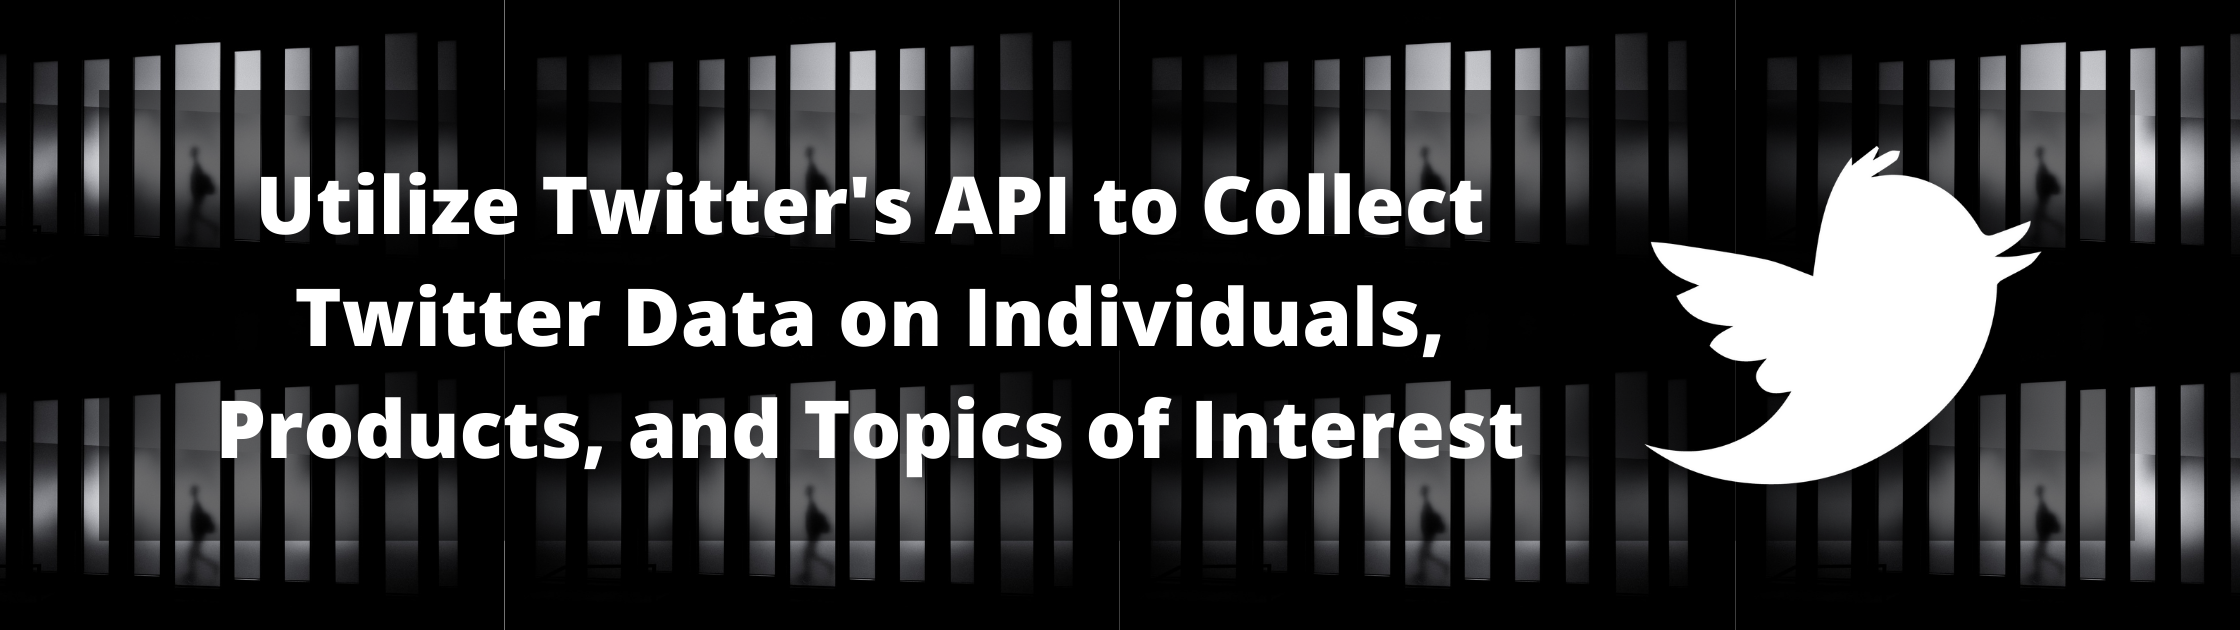 Utilize Twitter's API to Collect
Twitter Data on Individuals,
Products, and Topics of Interest